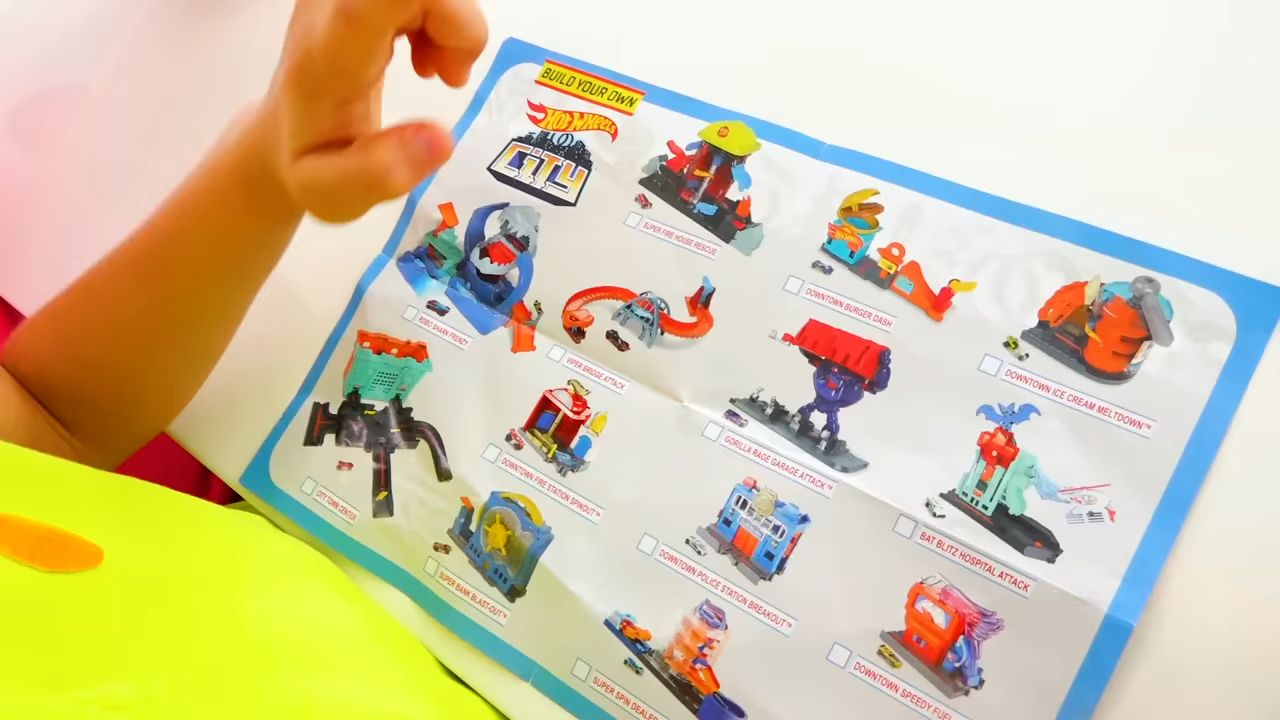 BUILD YOUR OWN
Hot Wheels
CITY
SUPER FIRE HOUSE RESCUE
DOWNTOWN BURGER DASH
DOWNTOWN ICE CREAM MELTDOWN™
ROBO SHARK FRENZY
VIPER BRIDGE ATTACK
GORILLA RAGE GARAGE ATTACK™
BAT BLITZ HOSPITAL ATTACK
CITY TOWN CENTER
DOWNTOWN FIRE STATION SPINOUT™
DOWNTOWN POLICE STATION BREAKOUT™
DOWNTOWN SPEEDY FUEL
SUPER BANK BLAST-OUT™
SUPER SPIN DEALER